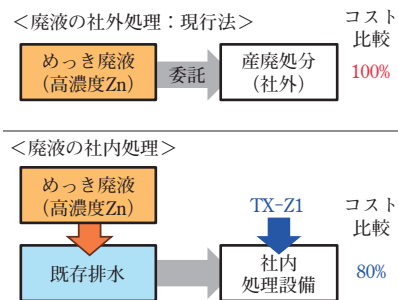 ＜廃液の社外処理：現行法＞
コスト
比較
めっき廃液
（高濃度Zn）
委託
産廃処分
（社外）
100%
＜廃液の社内処理＞
めっき廃液
（高濃度Zn）
TX-Z1
コスト
比較
既存排水
社内
処理設備
80%